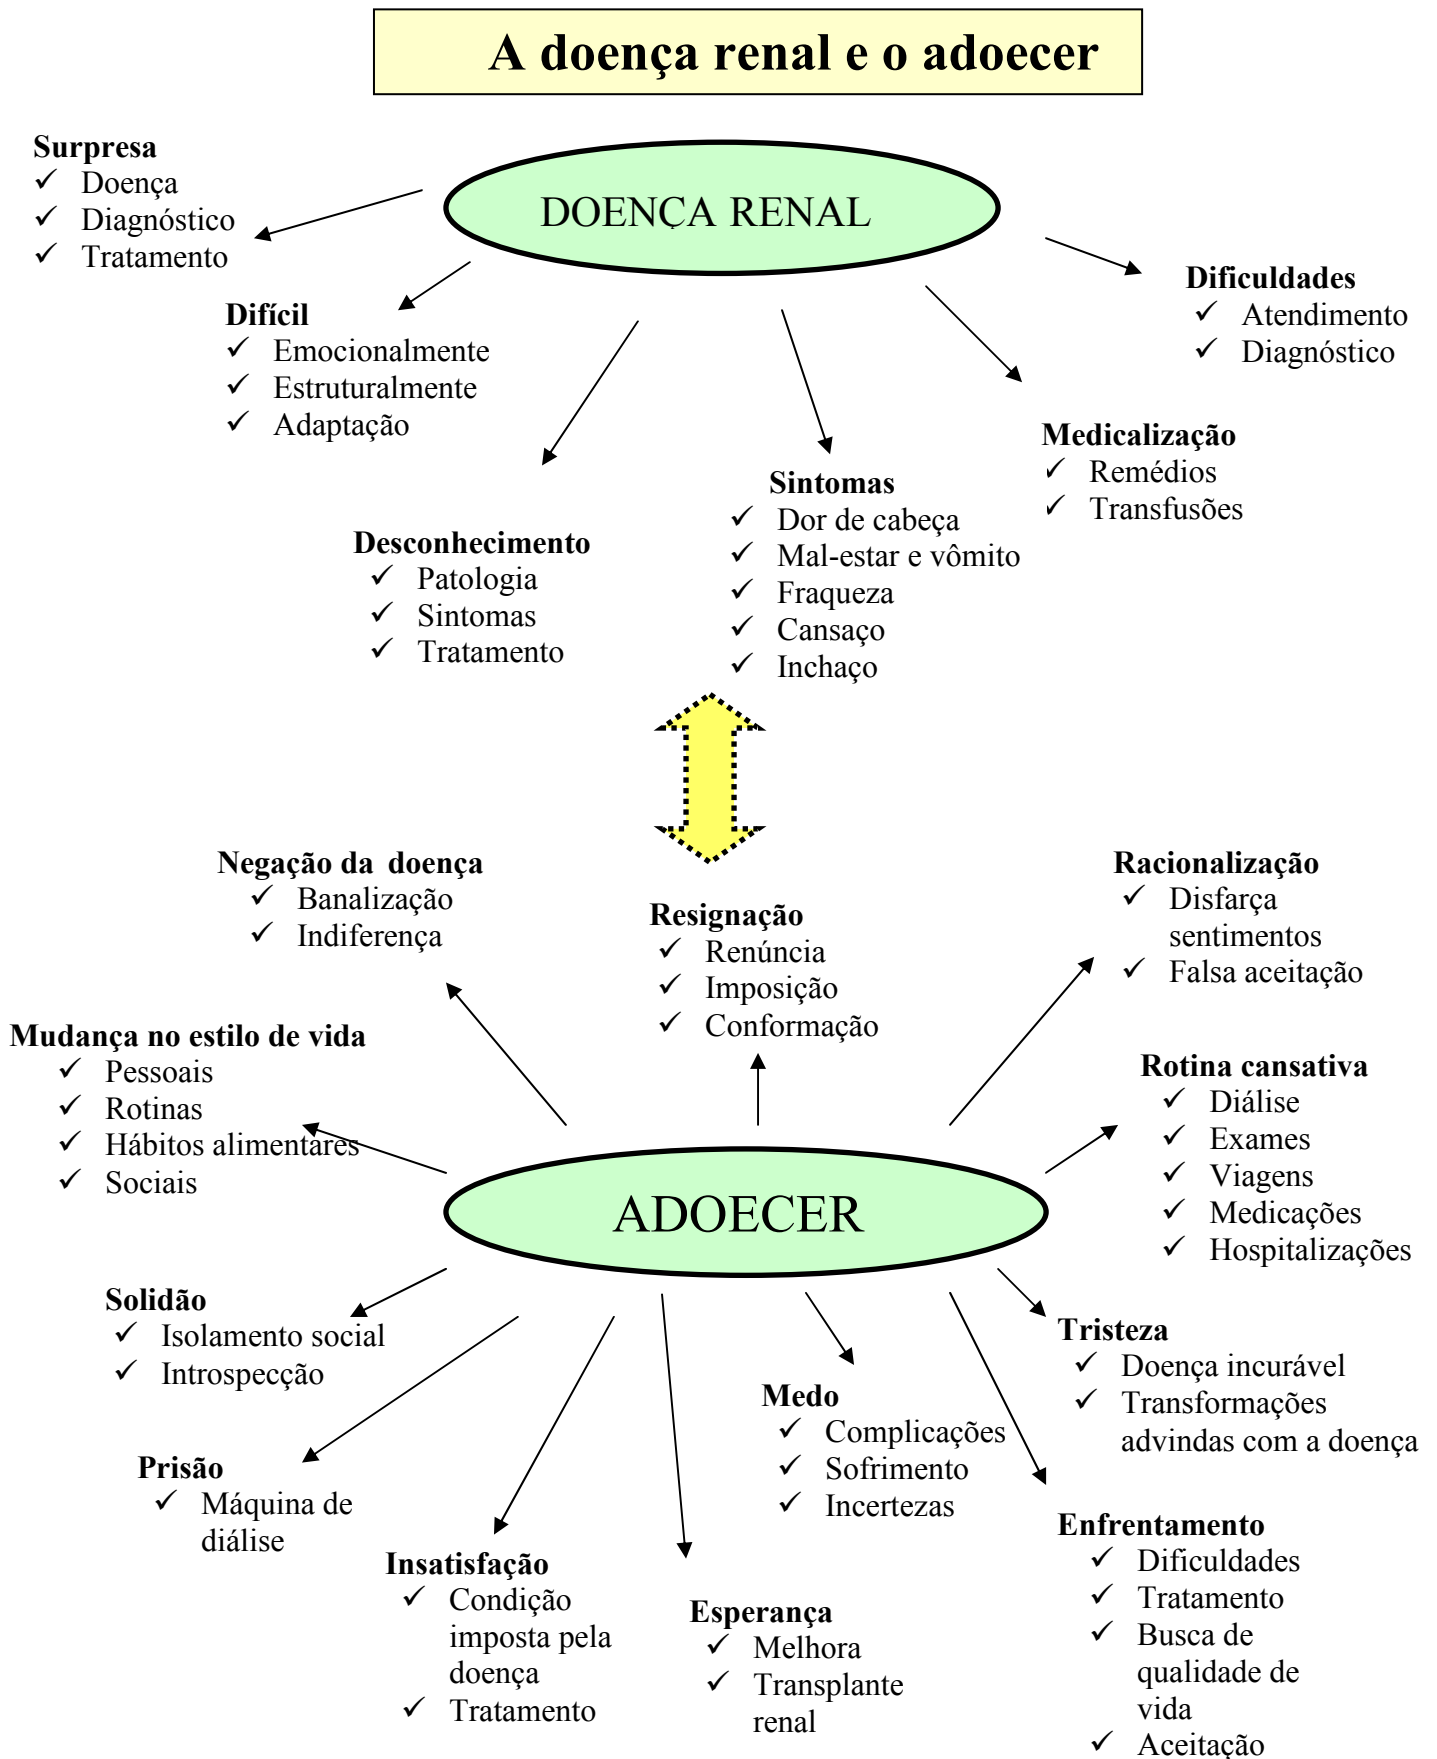 A doença renal e o adoecer
DOENÇA RENAL
Surpresa
✓ Doença
✓ Diagnóstico
✓ Tratamento
Difícil
✓ Emocionalmente
✓ Estruturalmente
✓ Adaptação
Desconhecimento
✓ Patologia
✓ Sintomas
✓ Tratamento
Sintomas
✓ Dor de cabeça
✓ Mal-estar e vômito
✓ Fraqueza
✓ Cansaço
✓ Inchaço
Medicalização
✓ Remédios
✓ Transfusões
Dificuldades
✓ Atendimento
✓ Diagnóstico
Negação da doença
✓ Banalização
✓ Indiferença
Resignação
✓ Renúncia
✓ Imposição
✓ Conformação
Racionalização
✓ Disfarça
sentimentos
✓ Falsa aceitação
Mudança no estilo de vida
✓ Pessoais
✓ Rotinas
✓ Hábitos alimentares
✓ Sociais
Rotina cansativa
✓ Diálise
✓ Exames
✓ Viagens
✓ Medicações
✓ Hospitalizações
ADOECER
Solidão
✓ Isolamento social
✓ Introspecção
Prisão
✓ Máquina de
diálise
Insatisfação
✓ Condição
imposta pela
doença
✓ Tratamento
Esperança
✓ Melhora
✓ Transplante
renal
Medo
✓ Complicações
✓ Sofrimento
✓ Incertezas
Tristeza
✓ Doença incurável
✓ Transformações
advindas com a doença
Enfrentamento
✓ Dificuldades
✓ Tratamento
✓ Busca de
qualidade de
vida
✓ Aceitação